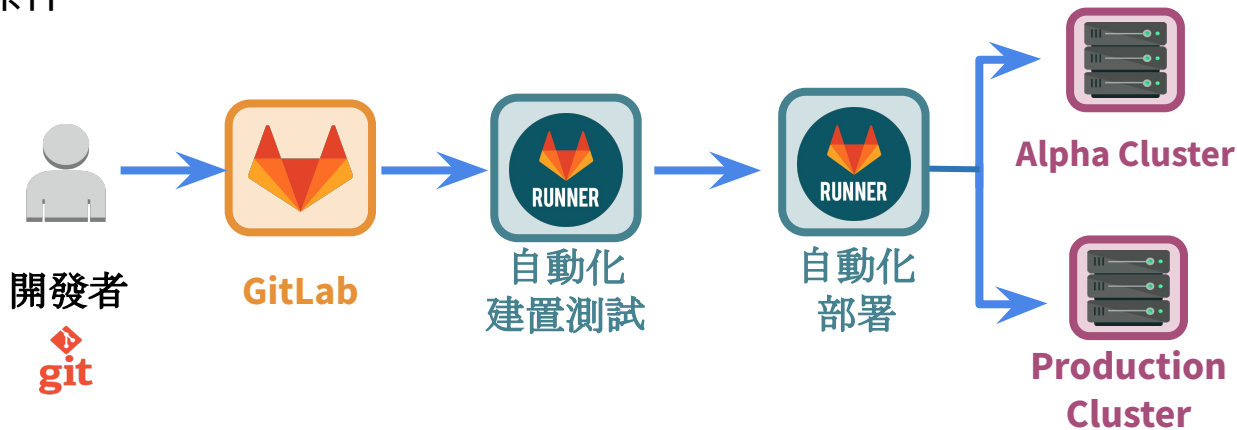 開發者
git
GitLab
RUNNER
自動化
建置測試
RUNNER
自動化
部署
Alpha Cluster
Production
Cluster